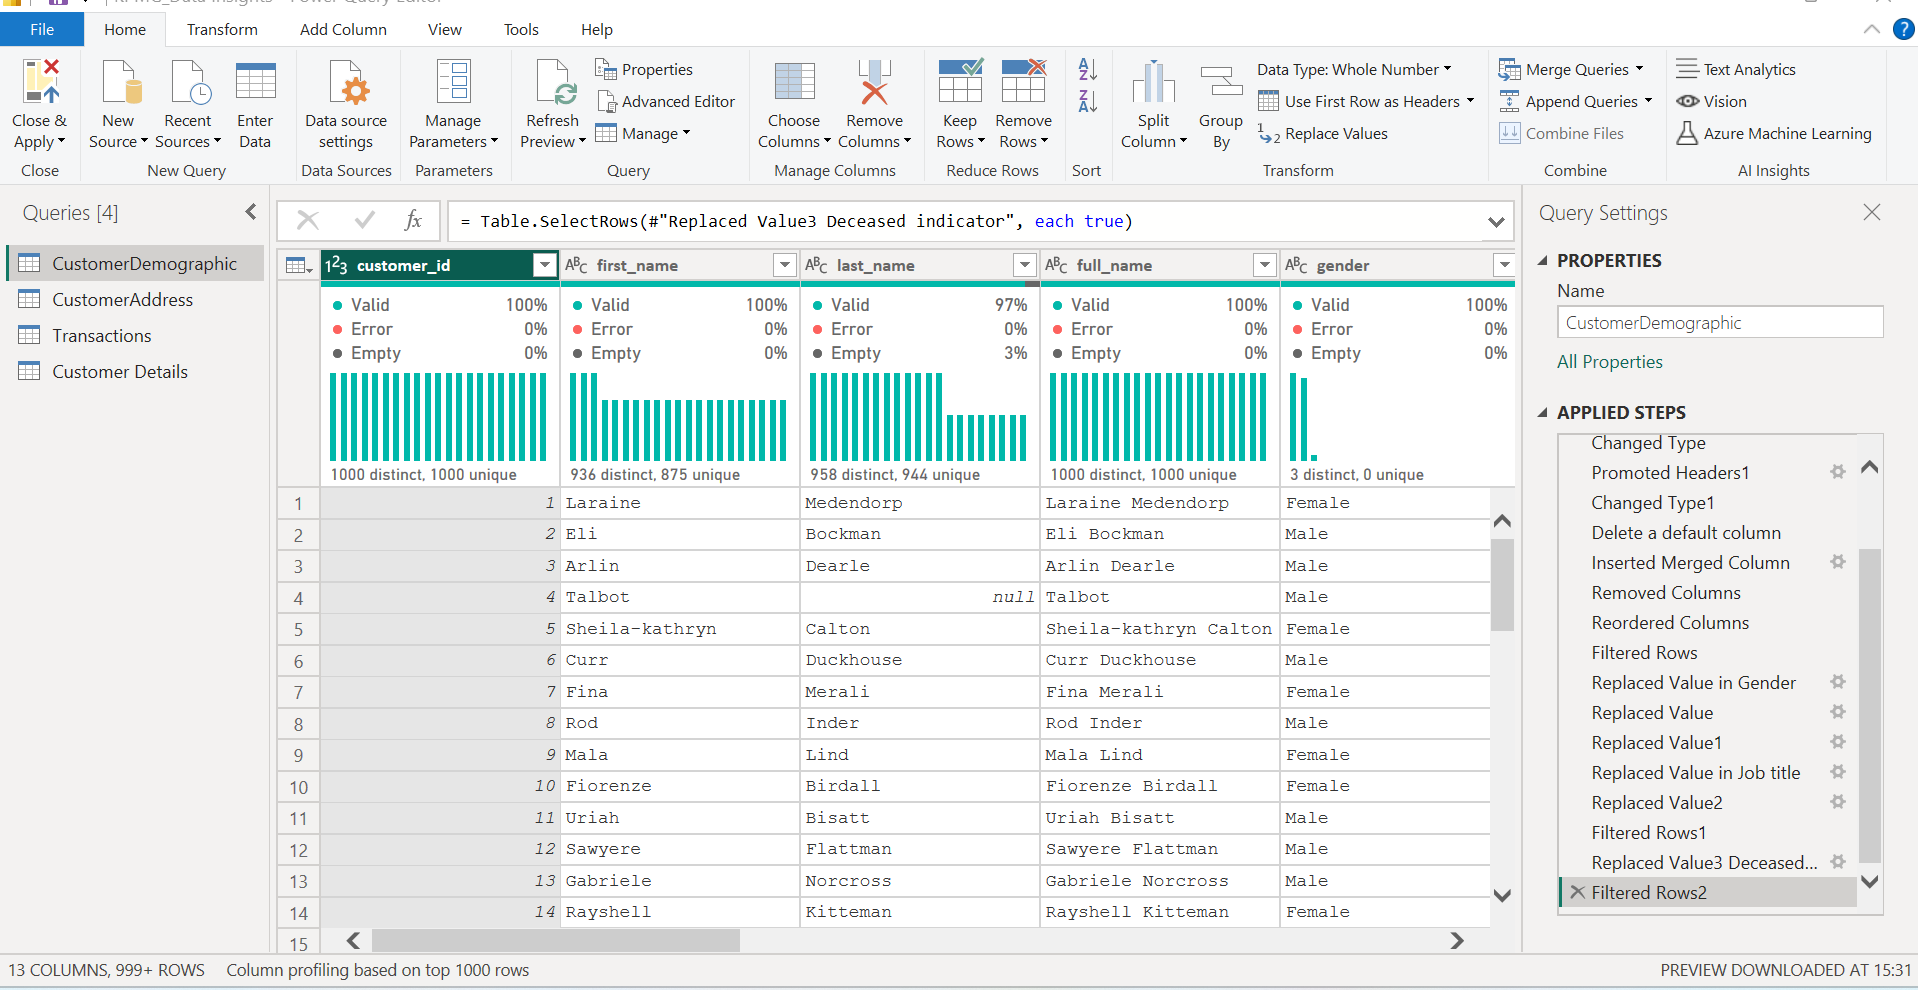 File Home Transform Add Column View Tools Help
Close & Apply
New Source
Recent Sources
Enter Data
Data source settings
Manage Parameters
Refresh Preview
Properties
Advanced Editor
Manage
Choose Columns
Remove Columns
Keep Rows
Remove Rows
Split Column
Group By
Data Type: Whole Number
Use First Row as Headers
Replace Values
Merge Queries
Append Queries
Combine Files
Text Analytics
Vision
Azure Machine Learning
Close New Query Data Sources Parameters Query Manage Columns Reduce Rows Sort Transform Combine AI Insights
Queries [4]
CustomerDemographic
CustomerAddress
Transactions
Customer Details
fx = Table.SelectRows(#"Replaced Value3 Deceased indicator", each true)
123 customer_id ABC first_name ABC last_name ABC full_name ABC gender
Valid 100% Valid 100% Valid 97% Valid 100% Valid 100%
Error 0% Error 0% Error 0% Error 0% Error 0%
Empty 0% Empty 0% Empty 3% Empty 0% Empty 0%
1000 distinct, 1000 unique 936 distinct, 875 unique 958 distinct, 944 unique 1000 distinct, 1000 unique 3 distinct, 0 unique
1 1 Laraine Medendorp Laraine Medendorp Female
2 2 Eli Bockman Eli Bockman Male
3 3 Arlin Dearle Arlin Dearle Male
4 4 Talbot null Talbot Male
5 5 Sheila-kathryn Calton Sheila-kathryn Calton Female
6 6 Curr Duckhouse Curr Duckhouse Male
7 7 Fina Merali Fina Merali Female
8 8 Rod Inder Rod Inder Male
9 9 Mala Lind Mala Lind Female
10 10 Fiorenze Birdall Fiorenze Birdall Female
11 11 Uriah Bisatt Uriah Bisatt Male
12 12 Sawyere Flattman Sawyere Flattman Male
13 13 Gabriele Norcross Gabriele Norcross Male
14 14 Rayshell Kitteman Rayshell Kitteman Female
15
Query Settings
PROPERTIES
Name
CustomerDemographic
All Properties
APPLIED STEPS
Changed Type
Promoted Headers1
Changed Type1
Delete a default column
Inserted Merged Column
Removed Columns
Reordered Columns
Filtered Rows
Replaced Value in Gender
Replaced Value
Replaced Value1
Replaced Value in Job title
Replaced Value2
Filtered Rows1
Replaced Value3 Deceased...
Filtered Rows2
13 COLUMNS, 999+ ROWS Column profiling based on top 1000 rows PREVIEW DOWNLOADED AT 15:31